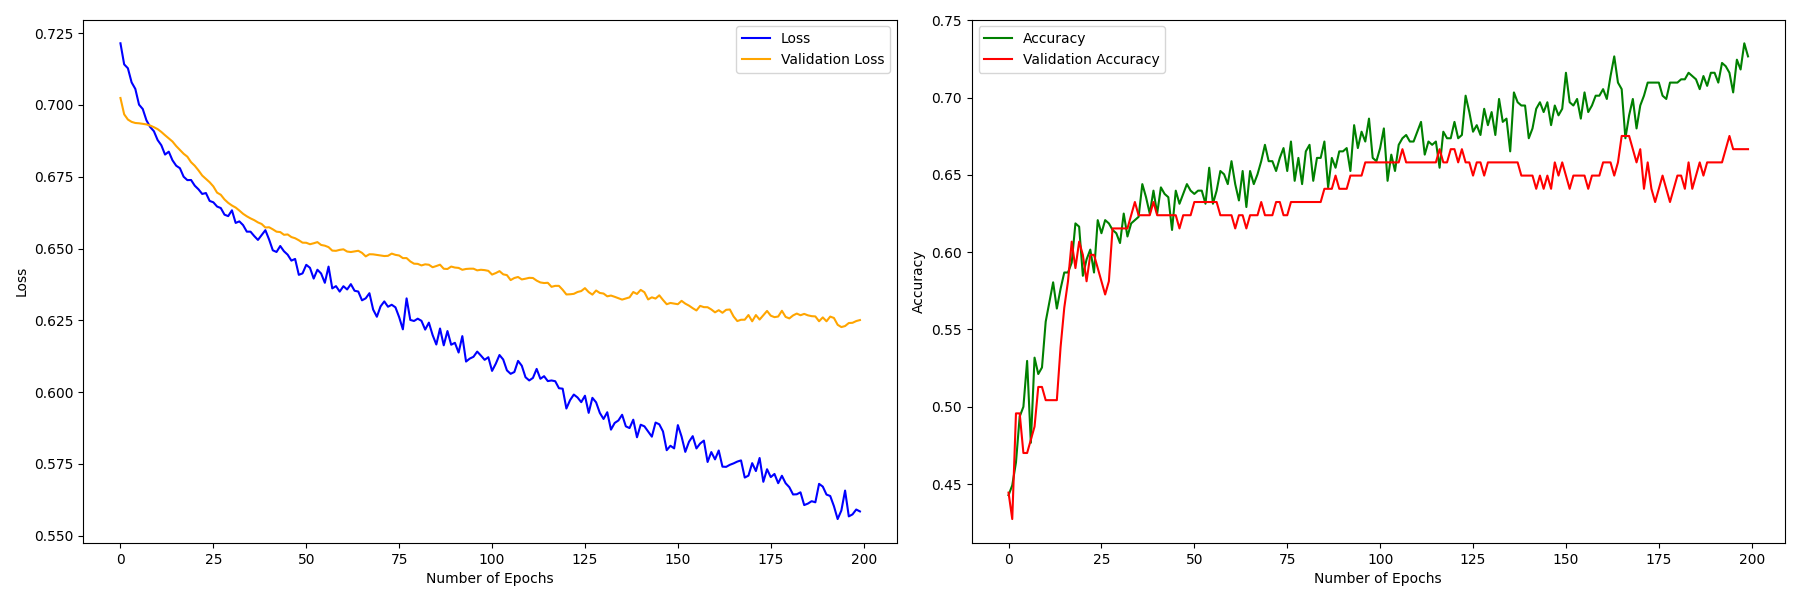 Loss
Validation Loss
0.725
0.700
0.675
0.650
0.625
0.600
0.575
0.550
Loss
0 25 50 75 100 125 150 175 200
Number of Epochs
Accuracy
Validation Accuracy
0.75
0.70
0.65
0.60
0.55
0.50
0.45
Accuracy
0 25 50 75 100 125 150 175 200
Number of Epochs